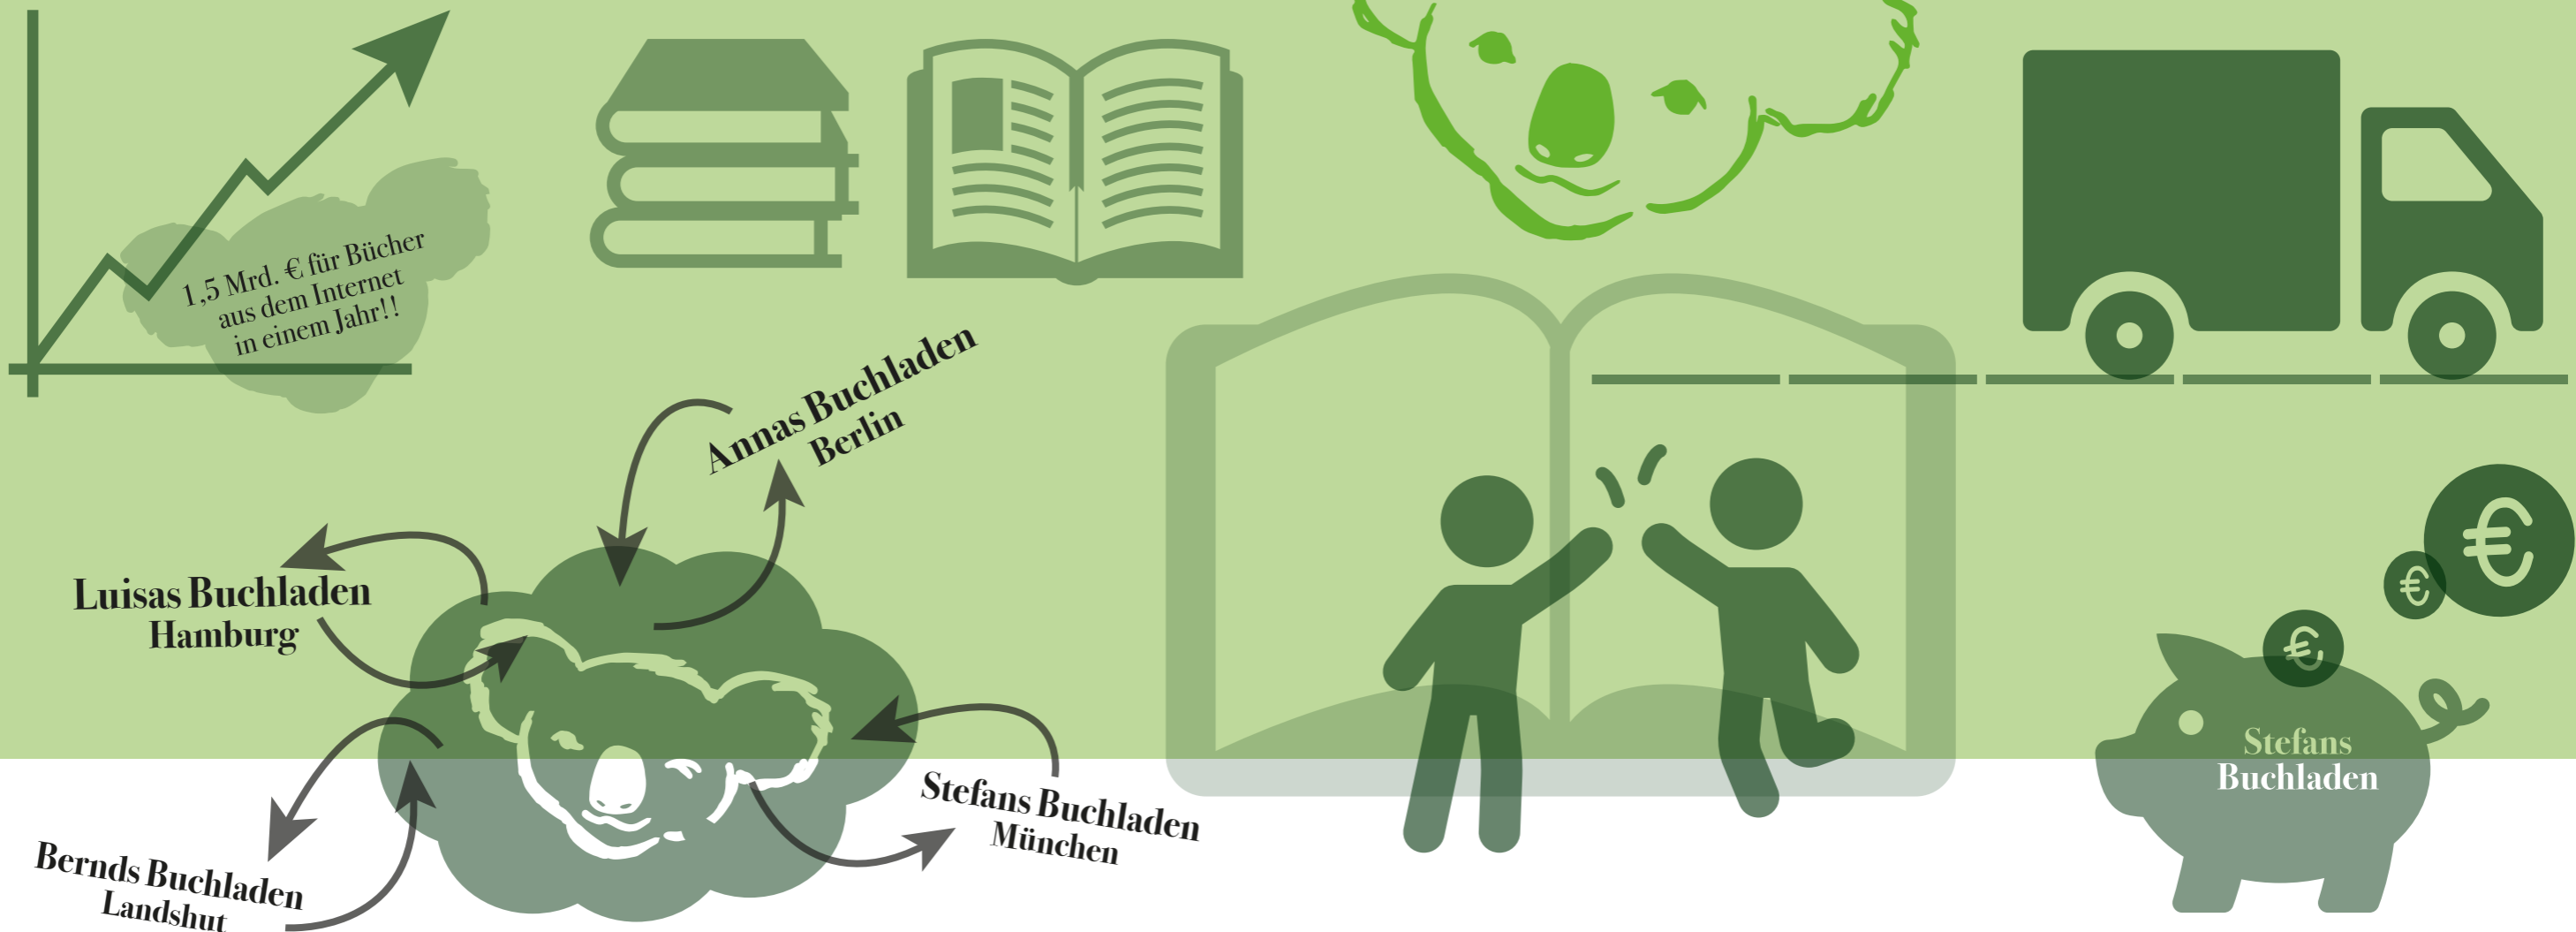 1,5 Mrd. € für Bücher
aus dem Internet
in einem Jahr!!
Annas Buchladen
Berlin
Luisas Buchladen
Hamburg
Stefans Buchladen
München
Bernds Buchladen
Landshut
€
€
€
Stefans
Buchladen